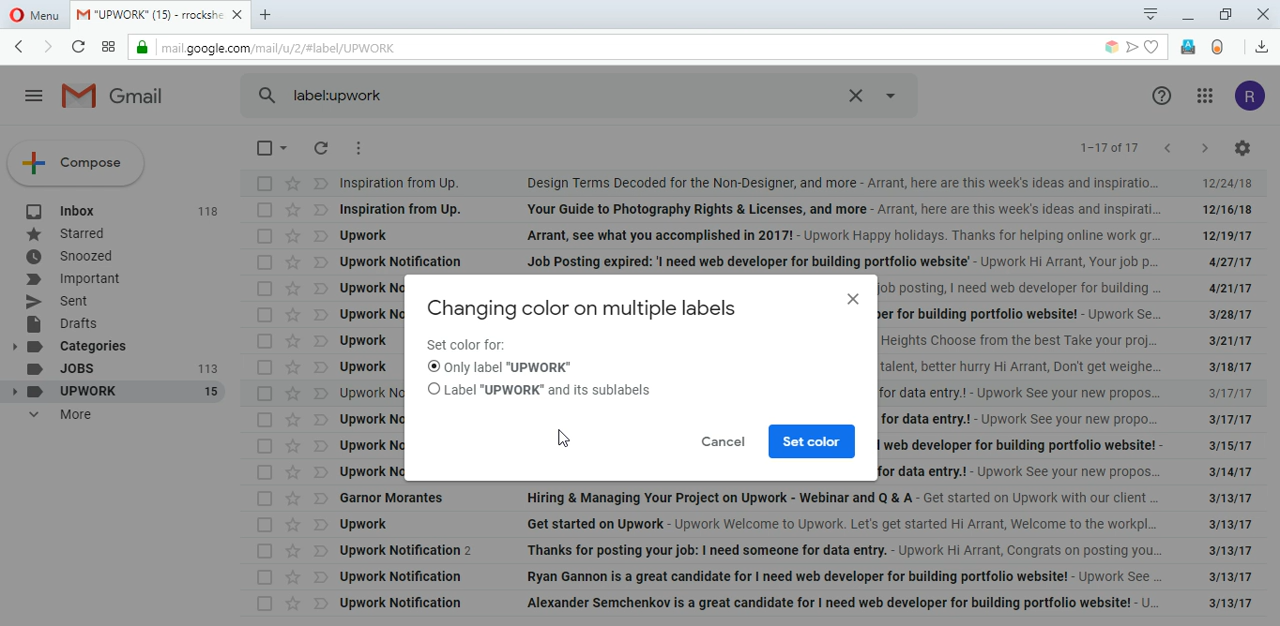 Menu "UPWORK" (15) - rrockshe
mail.google.com/mail/u/2/#label/UPWORK
Gmail label:upwork R
Compose 1–17 of 17
Inspiration from Up. Design Terms Decoded for the Non-Designer, and more - Arrant, here are this week's ideas and inspiratio... 12/24/18
Inbox 118 Inspiration from Up. Your Guide to Photography Rights & Licenses, and more - Arrant, here are this week's ideas and inspirati... 12/16/18
Starred Upwork Arrant, see what you accomplished in 2017! - Upwork Happy holidays. Thanks for helping online work gr... 12/19/17
Snoozed Upwork Notification Job Posting expired: 'I need web developer for building portfolio website' - Upwork Hi Arrant, Your job p... 4/27/17
Important Upwork No job posting, I need web developer for building ... 4/21/17
Sent Upwork No er for building portfolio website! - Upwork Se... 3/28/17
Changing color on multiple labels
Drafts Upwork Heights Choose from the best Take your proj... 3/21/17
Set color for:
Categories
JOBS 113 Upwork Only label "UPWORK" talent, better hurry Hi Arrant, Don't get weighe... 3/18/17
UPWORK 15 Upwork No Label "UPWORK" and its sublabels for data entry.! - Upwork See your new propos... 3/17/17
More Upwork No for data entry.! - Upwork See your new propo... 3/17/17
Cancel Set color
Upwork No web developer for building portfolio website! - 3/15/17
Upwork No for data entry.! - Upwork See your new propos... 3/14/17
Garnor Morantes Hiring & Managing Your Project on Upwork - Webinar and Q & A - Get started on Upwork with our client ... 3/13/17
Upwork Get started on Upwork - Upwork Welcome to Upwork. Let's get started Hi Arrant, Welcome to the workpl... 3/13/17
Upwork Notification 2 Thanks for posting your job: I need someone for data entry. - Upwork Hi Arrant, Congrats on posting you... 3/13/17
Upwork Notification Ryan Gannon is a great candidate for I need web developer for building portfolio website! - Upwork See ... 3/13/17
Upwork Notification Alexander Semchenkov is a great candidate for I need web developer for building portfolio website! - U... 3/13/17